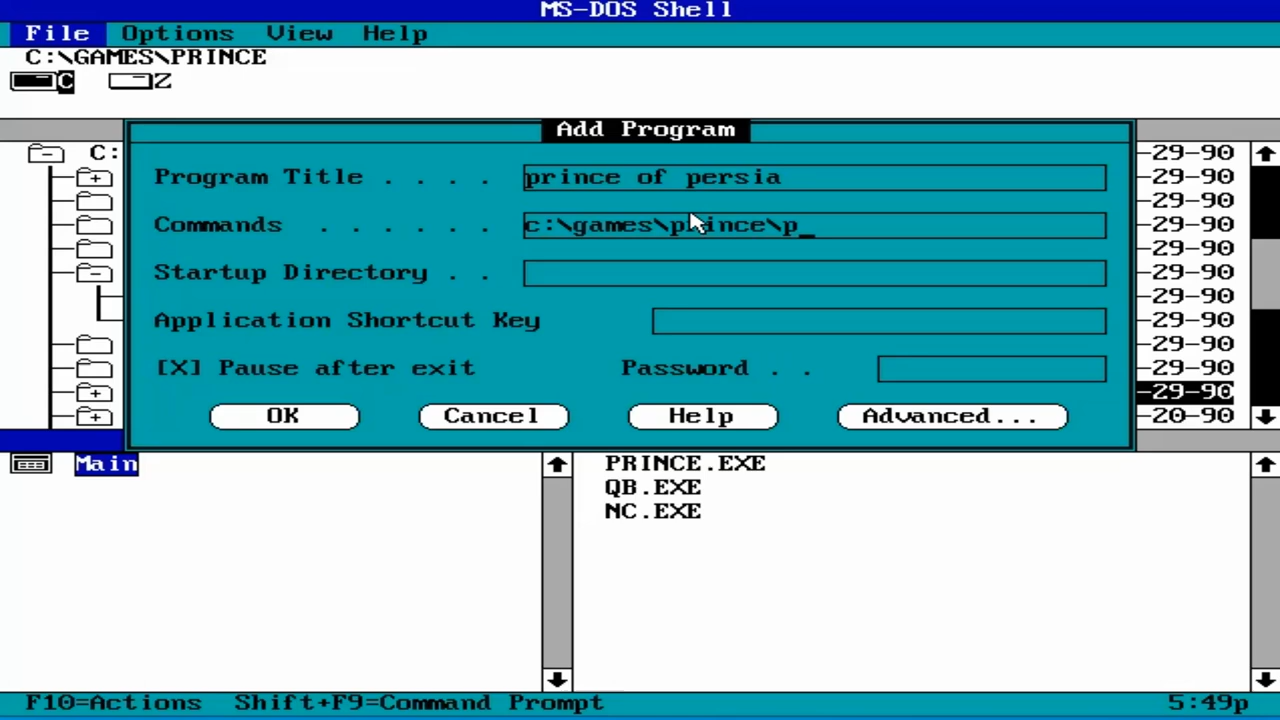 MS-DOS Shell
File Options View Help
C:\GAMES\PRINCE
C Z
Add Program
C:
Program Title . . . . prince of persia
Commands . . . . . . c:\games\prince\p_
Startup Directory . .
Application Shortcut Key
[X] Pause after exit Password . .
OK Cancel Help Advanced...
-29-90
-29-90
-29-90
-29-90
-29-90
-29-90
-29-90
-29-90
-29-90
-29-90
-29-90
-20-90
Main
PRINCE.EXE
QB.EXE
NC.EXE
F10=Actions Shift+F9=Command Prompt 5:49p